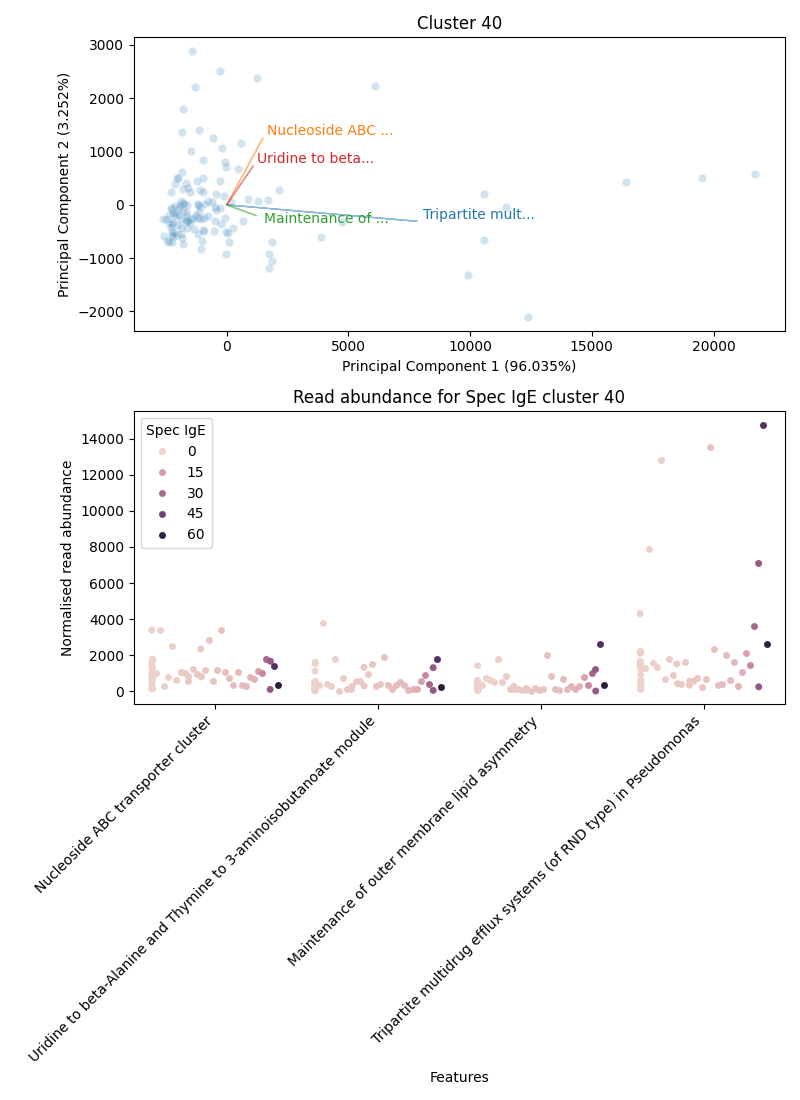 Cluster 40
3000
2000
1000
0
−1000
−2000
Principal Component 2 (3.252%)
Nucleoside ABC ...
Uridine to beta...
Maintenance of ...
Tripartite mult...
0
5000
10000
15000
20000
Principal Component 1 (96.035%)
Read abundance for Spec IgE cluster 40
14000
12000
10000
8000
6000
4000
2000
0
Normalised read abundance
Spec IgE
0
15
30
45
60
Nucleoside ABC transporter cluster
Uridine to beta-Alanine and Thymine to 3-aminoisobutanoate module
Maintenance of outer membrane lipid asymmetry
Tripartite multidrug efflux systems (of RND type) in Pseudomonas
Features